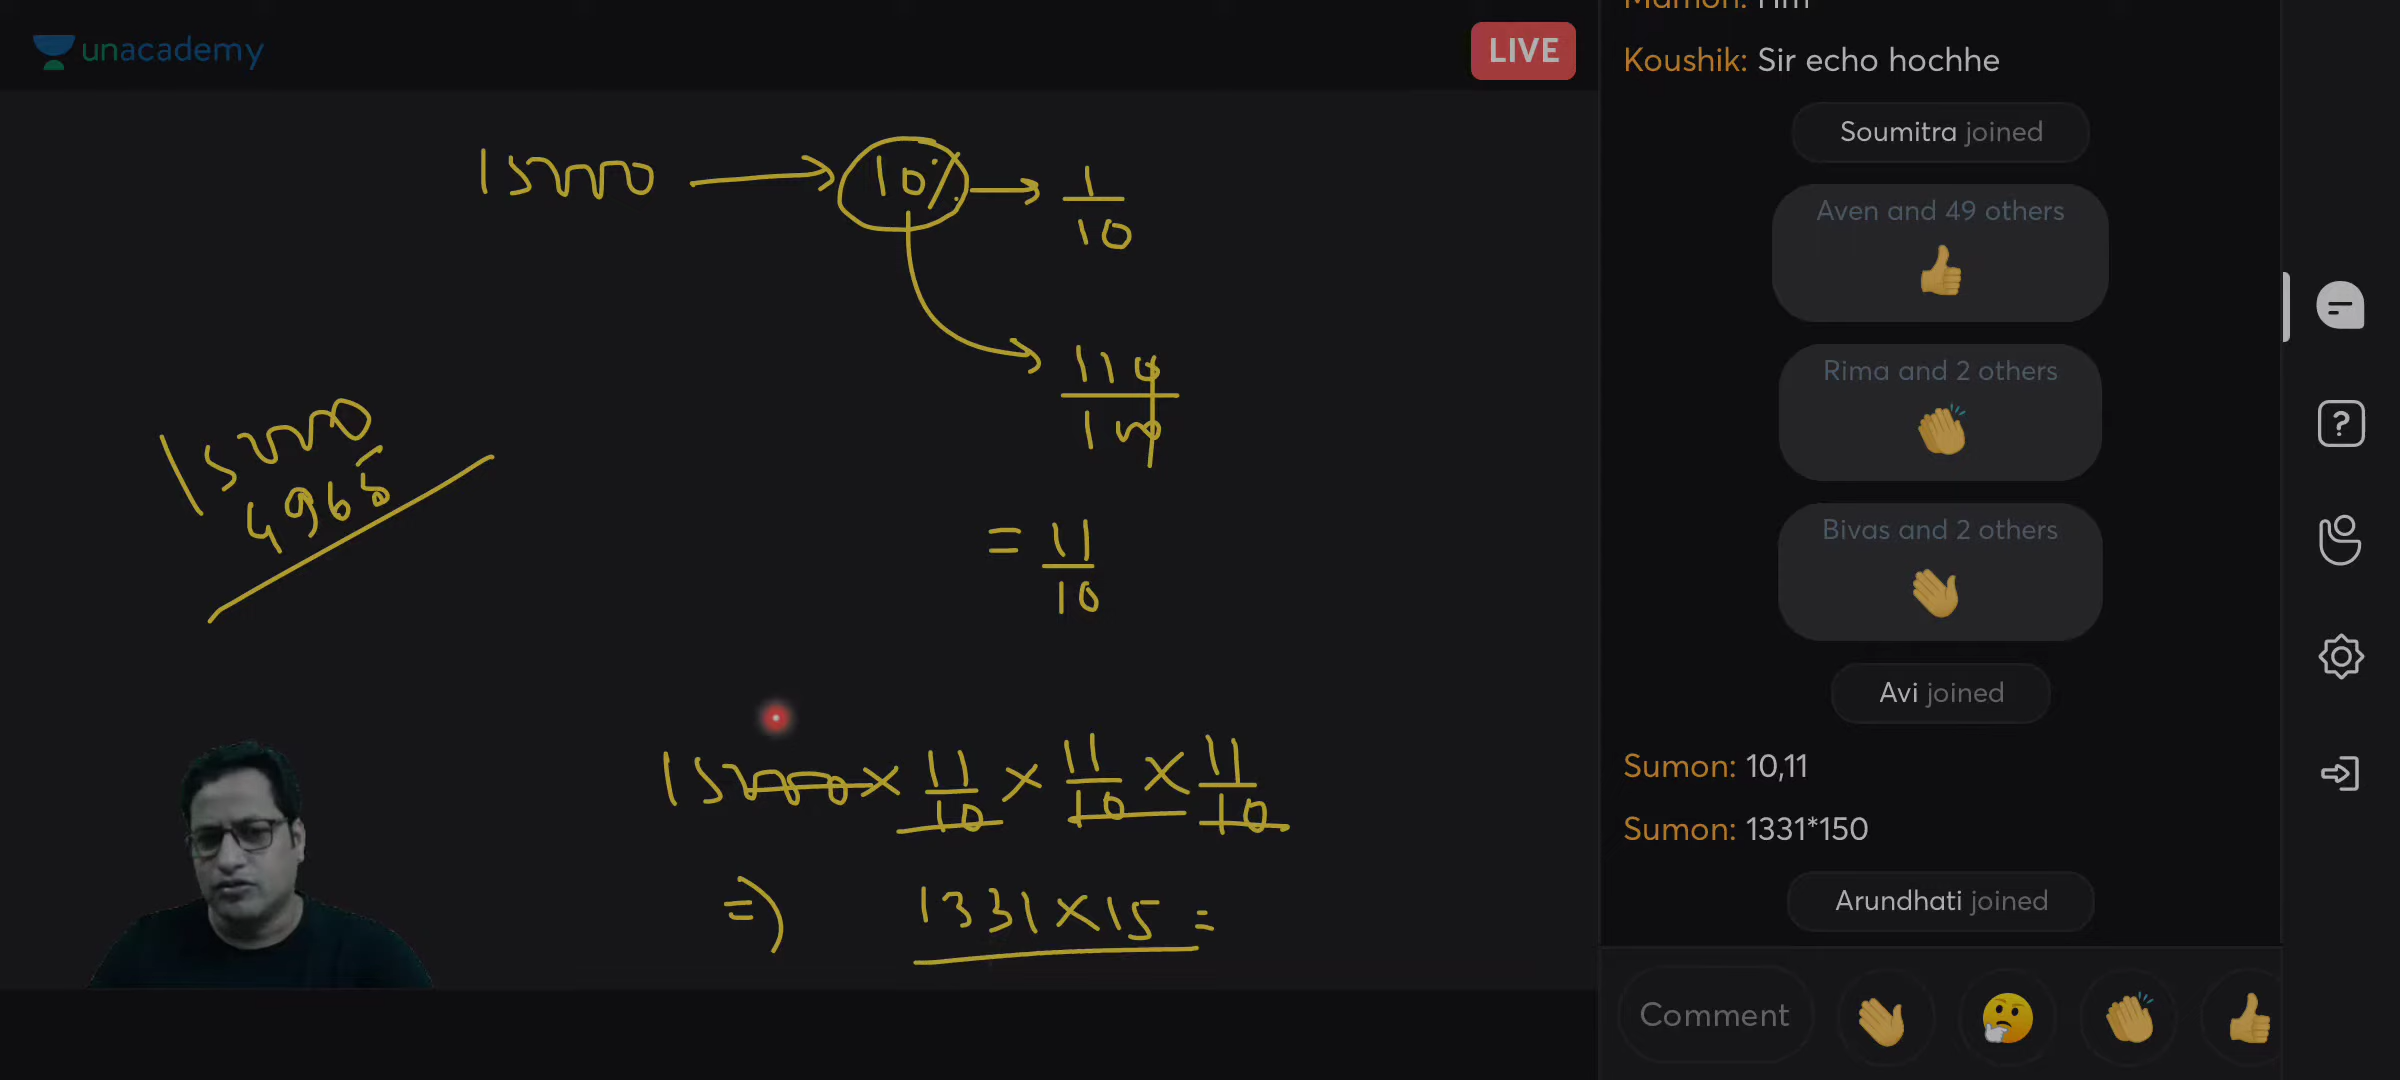 unacademy
LIVE
15000 → 10% → 1/10
110/100
= 11/10
15000
4965
15000 × 11/10 × 11/10 × 11/10
⇒ 1331 × 15 =
Koushik: Sir echo hochhe
Soumitra joined
Aven and 49 others
👍
Rima and 2 others
👏
Bivas and 2 others
👋
Avi joined
Sumon: 10,11
Sumon: 1331*150
Arundhati joined
Comment